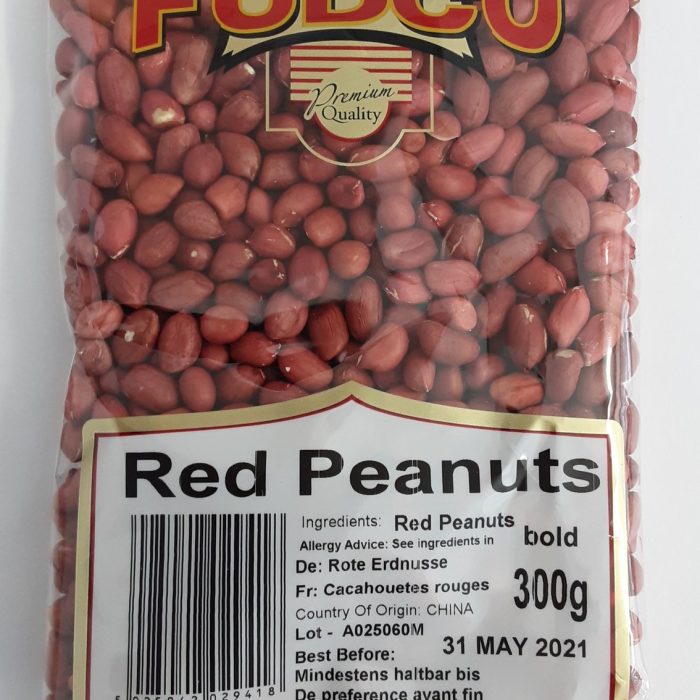 FUDCO
Premium
Quality
Red Peanuts
Ingredients: Red Peanuts
Allergy Advice: See ingredients in bold
De: Rote Erdnusse
Fr: Cacahouetes rouges
300g
Country Of Origin: CHINA
Lot - A025060M
Best Before: 31 MAY 2021
Mindestens haltbar bis
De preference avant fin